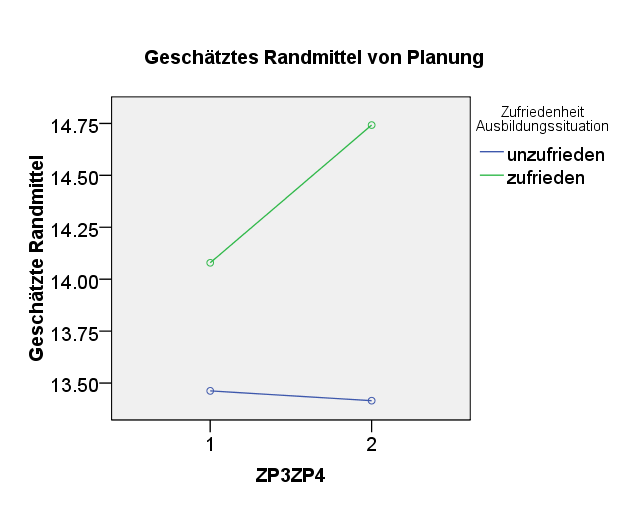 Geschätztes Randmittel von Planung
Geschätzte Randmittel
14.75
14.50
14.25
14.00
13.75
13.50
1
2
ZP3ZP4
Zufriedenheit
Ausbildungssituation
unzufrieden
zufrieden